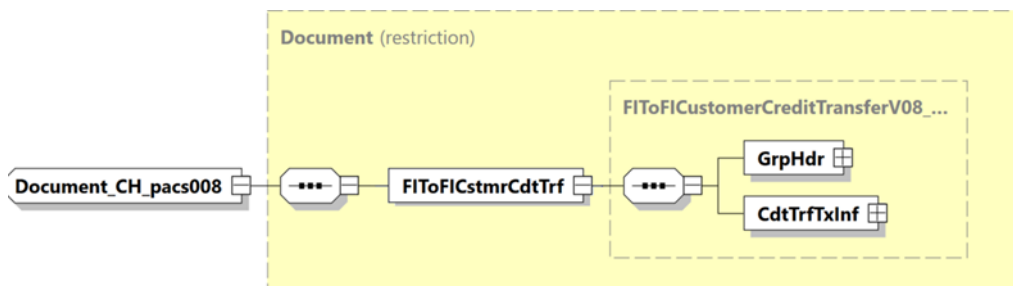 Document (restriction)
FIToFICustomerCreditTransferV08_...
GrpHdr
Document_CH_pacs008
FIToFICstmrCdtTrf
CdtTrfTxInf